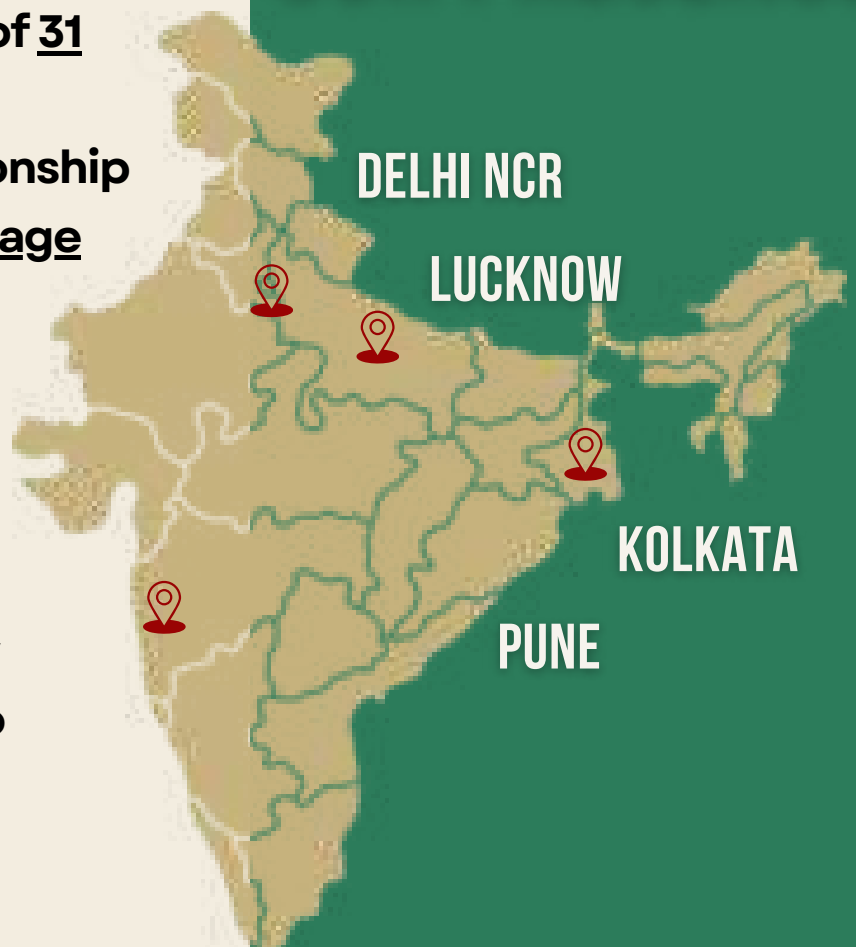 of 31
onship
age
DELHI NCR
LUCKNOW
KOLKATA
PUNE